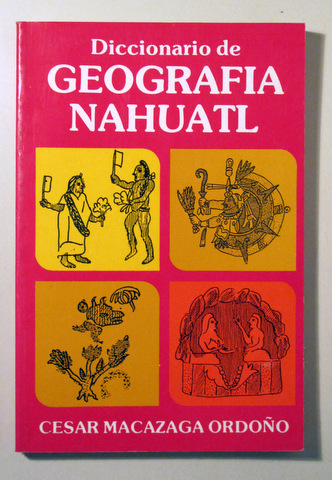 Diccionario de
GEOGRAFIA
NAHUATL
CESAR MACAZAGA ORDOÑO